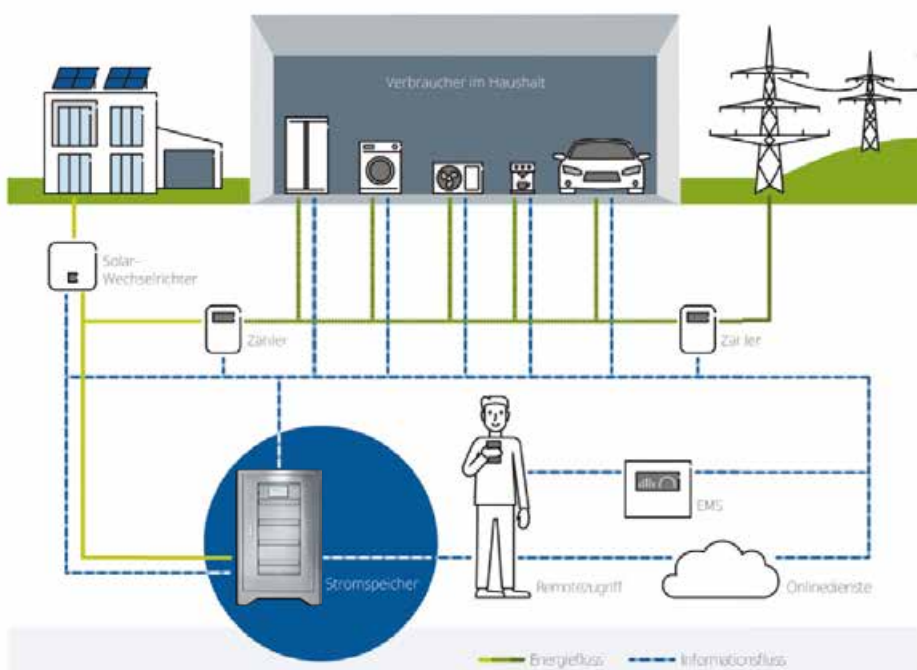 Verbraucher im Haushalt
Solar-
Wechselrichter
Zähler
Zähler
EMS
Stromspeicher
Remotezugriff
Onlinedienste
Energiefluss
Informationsfluss